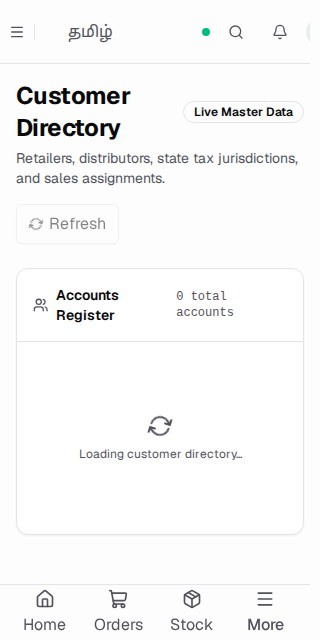 தமிழ்
Customer
Directory
Live Master Data
Retailers, distributors, state tax jurisdictions,
and sales assignments.
Refresh
Accounts
Register
0 total
accounts
Loading customer directory…
Home
Orders
Stock
More